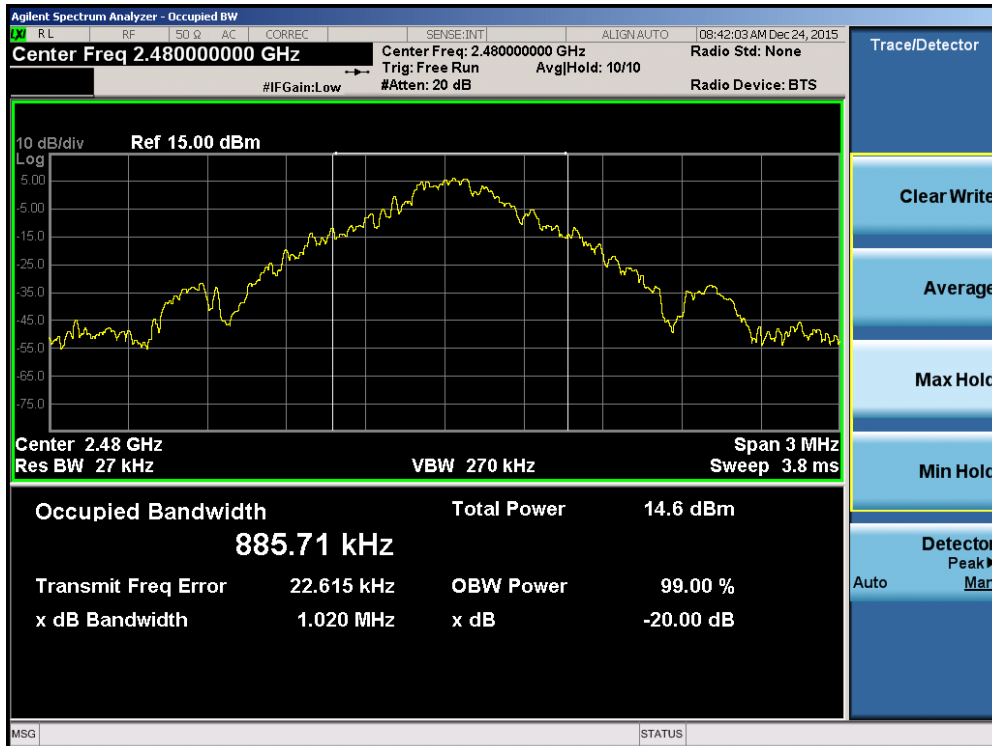 Agilent Spectrum Analyzer - Occupied BW
LXI RL RF 50 Ω AC CORREC SENSE:INT ALIGN AUTO 08:42:03 AM Dec 24, 2015
Center Freq 2.480000000 GHz
Center Freq: 2.480000000 GHz
Radio Std: None
Trig: Free Run Avg|Hold: 10/10
#IFGain:Low
#Atten: 20 dB
Radio Device: BTS
Trace/Detector
10 dB/div Ref 15.00 dBm
Log
5.00
-5.00
-15.0
-25.0
-35.0
-45.0
-55.0
-65.0
-75.0
Center 2.48 GHz
Span 3 MHz
Res BW 27 kHz
VBW 270 kHz
Sweep 3.8 ms
Occupied Bandwidth
885.71 kHz
Total Power 14.6 dBm
Transmit Freq Error 22.615 kHz
OBW Power 99.00 %
x dB Bandwidth 1.020 MHz
x dB -20.00 dB
Clear Write
Average
Max Hold
Min Hold
Detector
Peak▶
Auto Man
MSG
STATUS